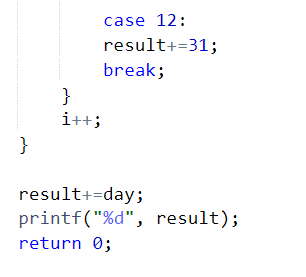 case 12:
result+=31;
break;
}
i++;
}
result+=day;
printf("%d", result);
return 0;